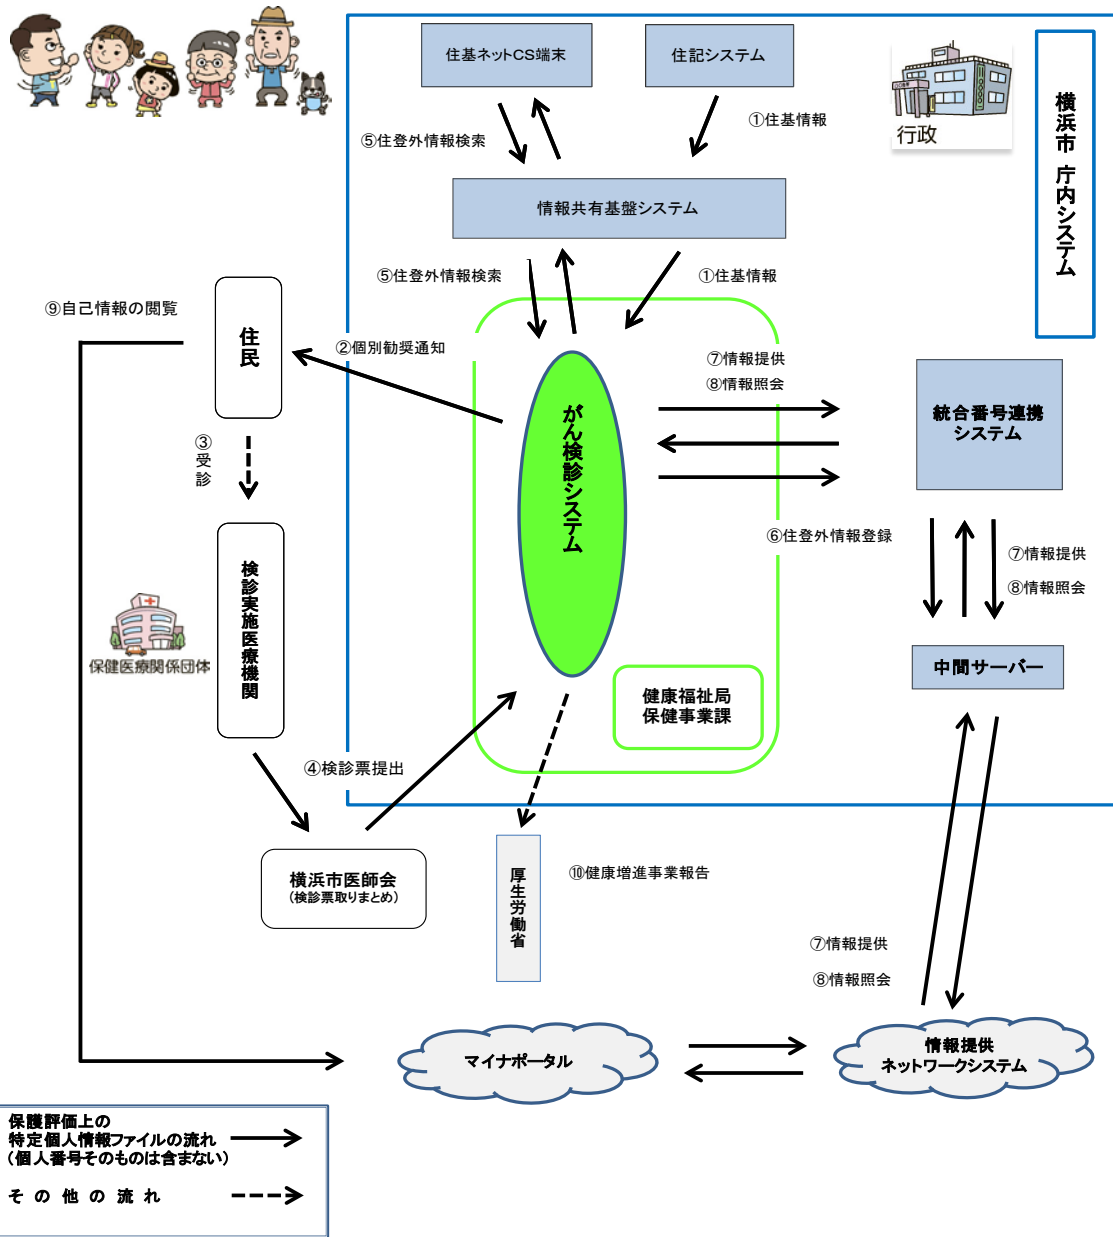 住基ネットCS端末
住記システム
行政
横浜市 庁内システム
⑤住登外情報検索
①住基情報
情報共有基盤システム
⑤住登外情報検索
①住基情報
⑨自己情報の閲覧
住民
②個別勧奨通知
⑦情報提供
⑧情報照会
がん検診システム
統合番号連携
システム
③受診
⑥住登外情報登録
⑦情報提供
⑧情報照会
検診実施医療機関
保健医療関係団体
中間サーバー
健康福祉局
保健事業課
④検診票提出
横浜市医師会
(検診票取りまとめ)
厚生労働省
⑩健康増進事業報告
⑦情報提供
⑧情報照会
マイナポータル
情報提供
ネットワークシステム
保護評価上の
特定個人情報ファイルの流れ
(個人番号そのものは含まない)
その他の流れ